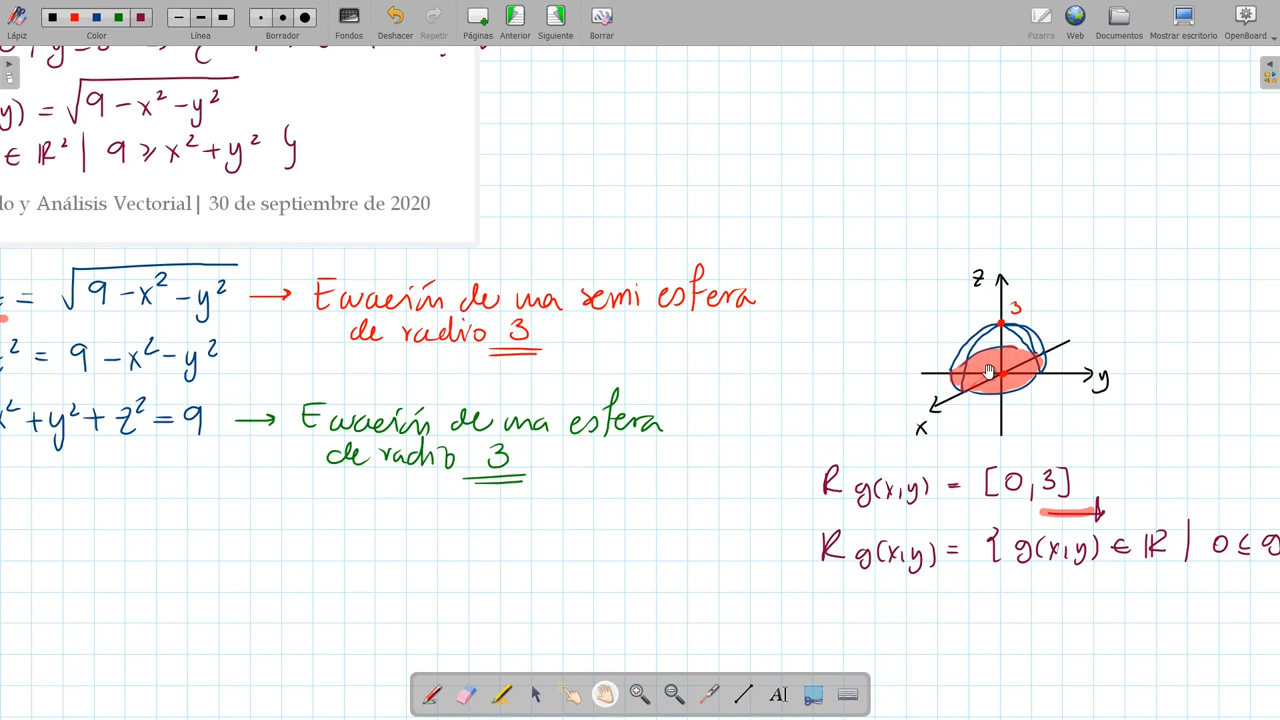 Lápiz Color Línea Borrador Fondos Deshacer Repetir Páginas Anterior Siguiente Borrar Pizarra Web Documentos Mostrar escritorio OpenBoard
y) = √9 - x² - y²
∈ ℝ² | 9 ⩾ x² + y² }
lo y Análisis Vectorial| 30 de septiembre de 2020
= √9 - x² - y² → Ecuación de una semi esfera
de radio 3
² = 9 - x² - y²
x² + y² + z² = 9 → Ecuación de una esfera
de radio 3
z
3
y
x
R g(x,y) = [0,3]
R g(x,y) = { g(x,y) ∈ ℝ | 0 ≤ g